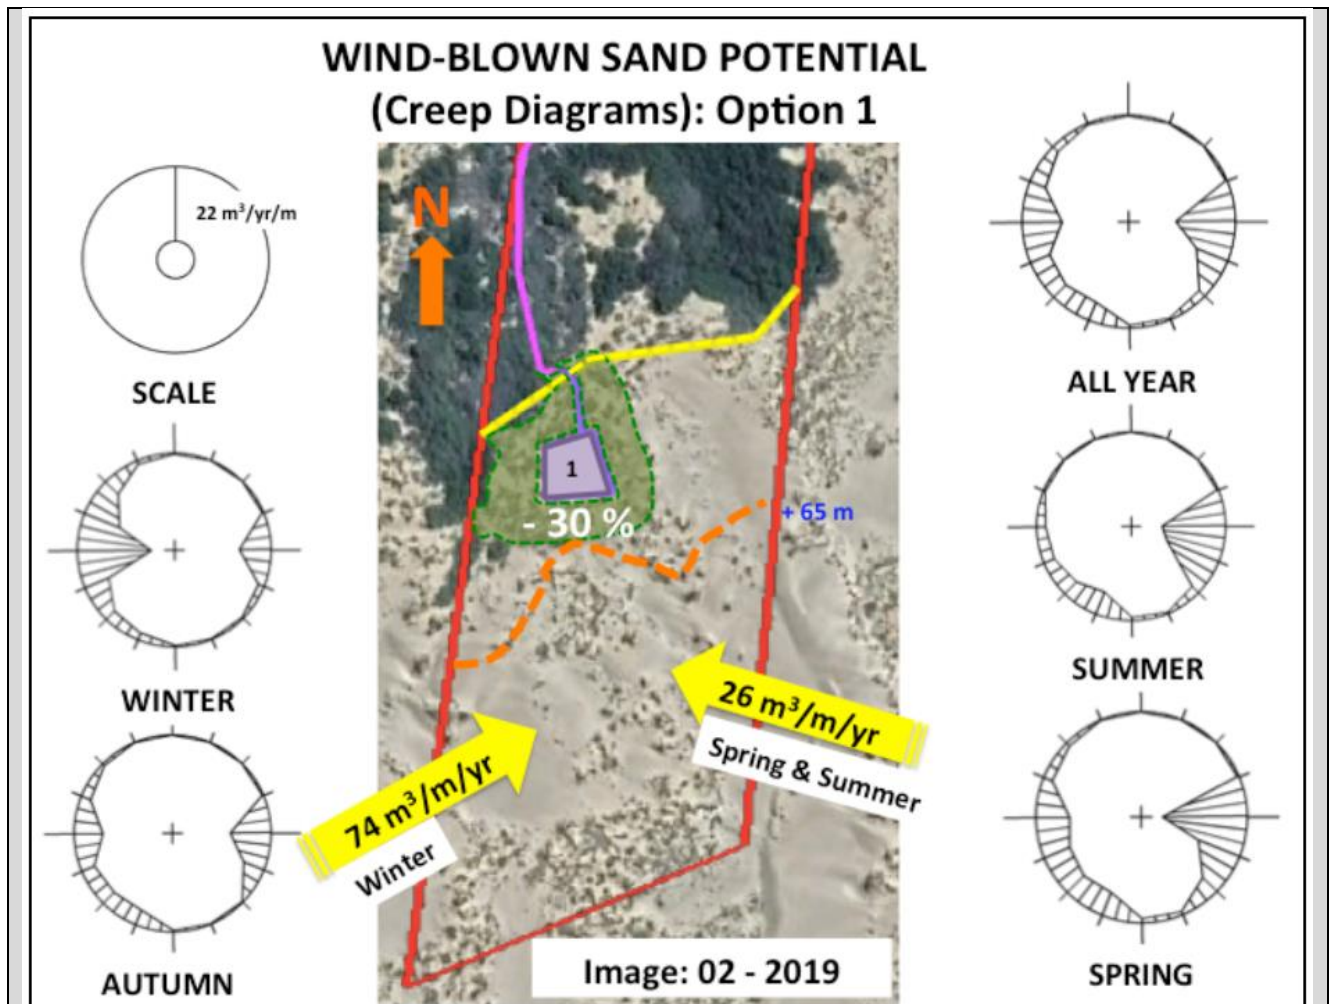 WIND-BLOWN SAND POTENTIAL
(Creep Diagrams): Option 1
22 m³/yr/m
SCALE
N
ALL YEAR
1
- 30 %
+ 65 m
WINTER
SUMMER
26 m³/m/yr
Spring & Summer
74 m³/m/yr
Winter
AUTUMN
Image: 02 - 2019
SPRING